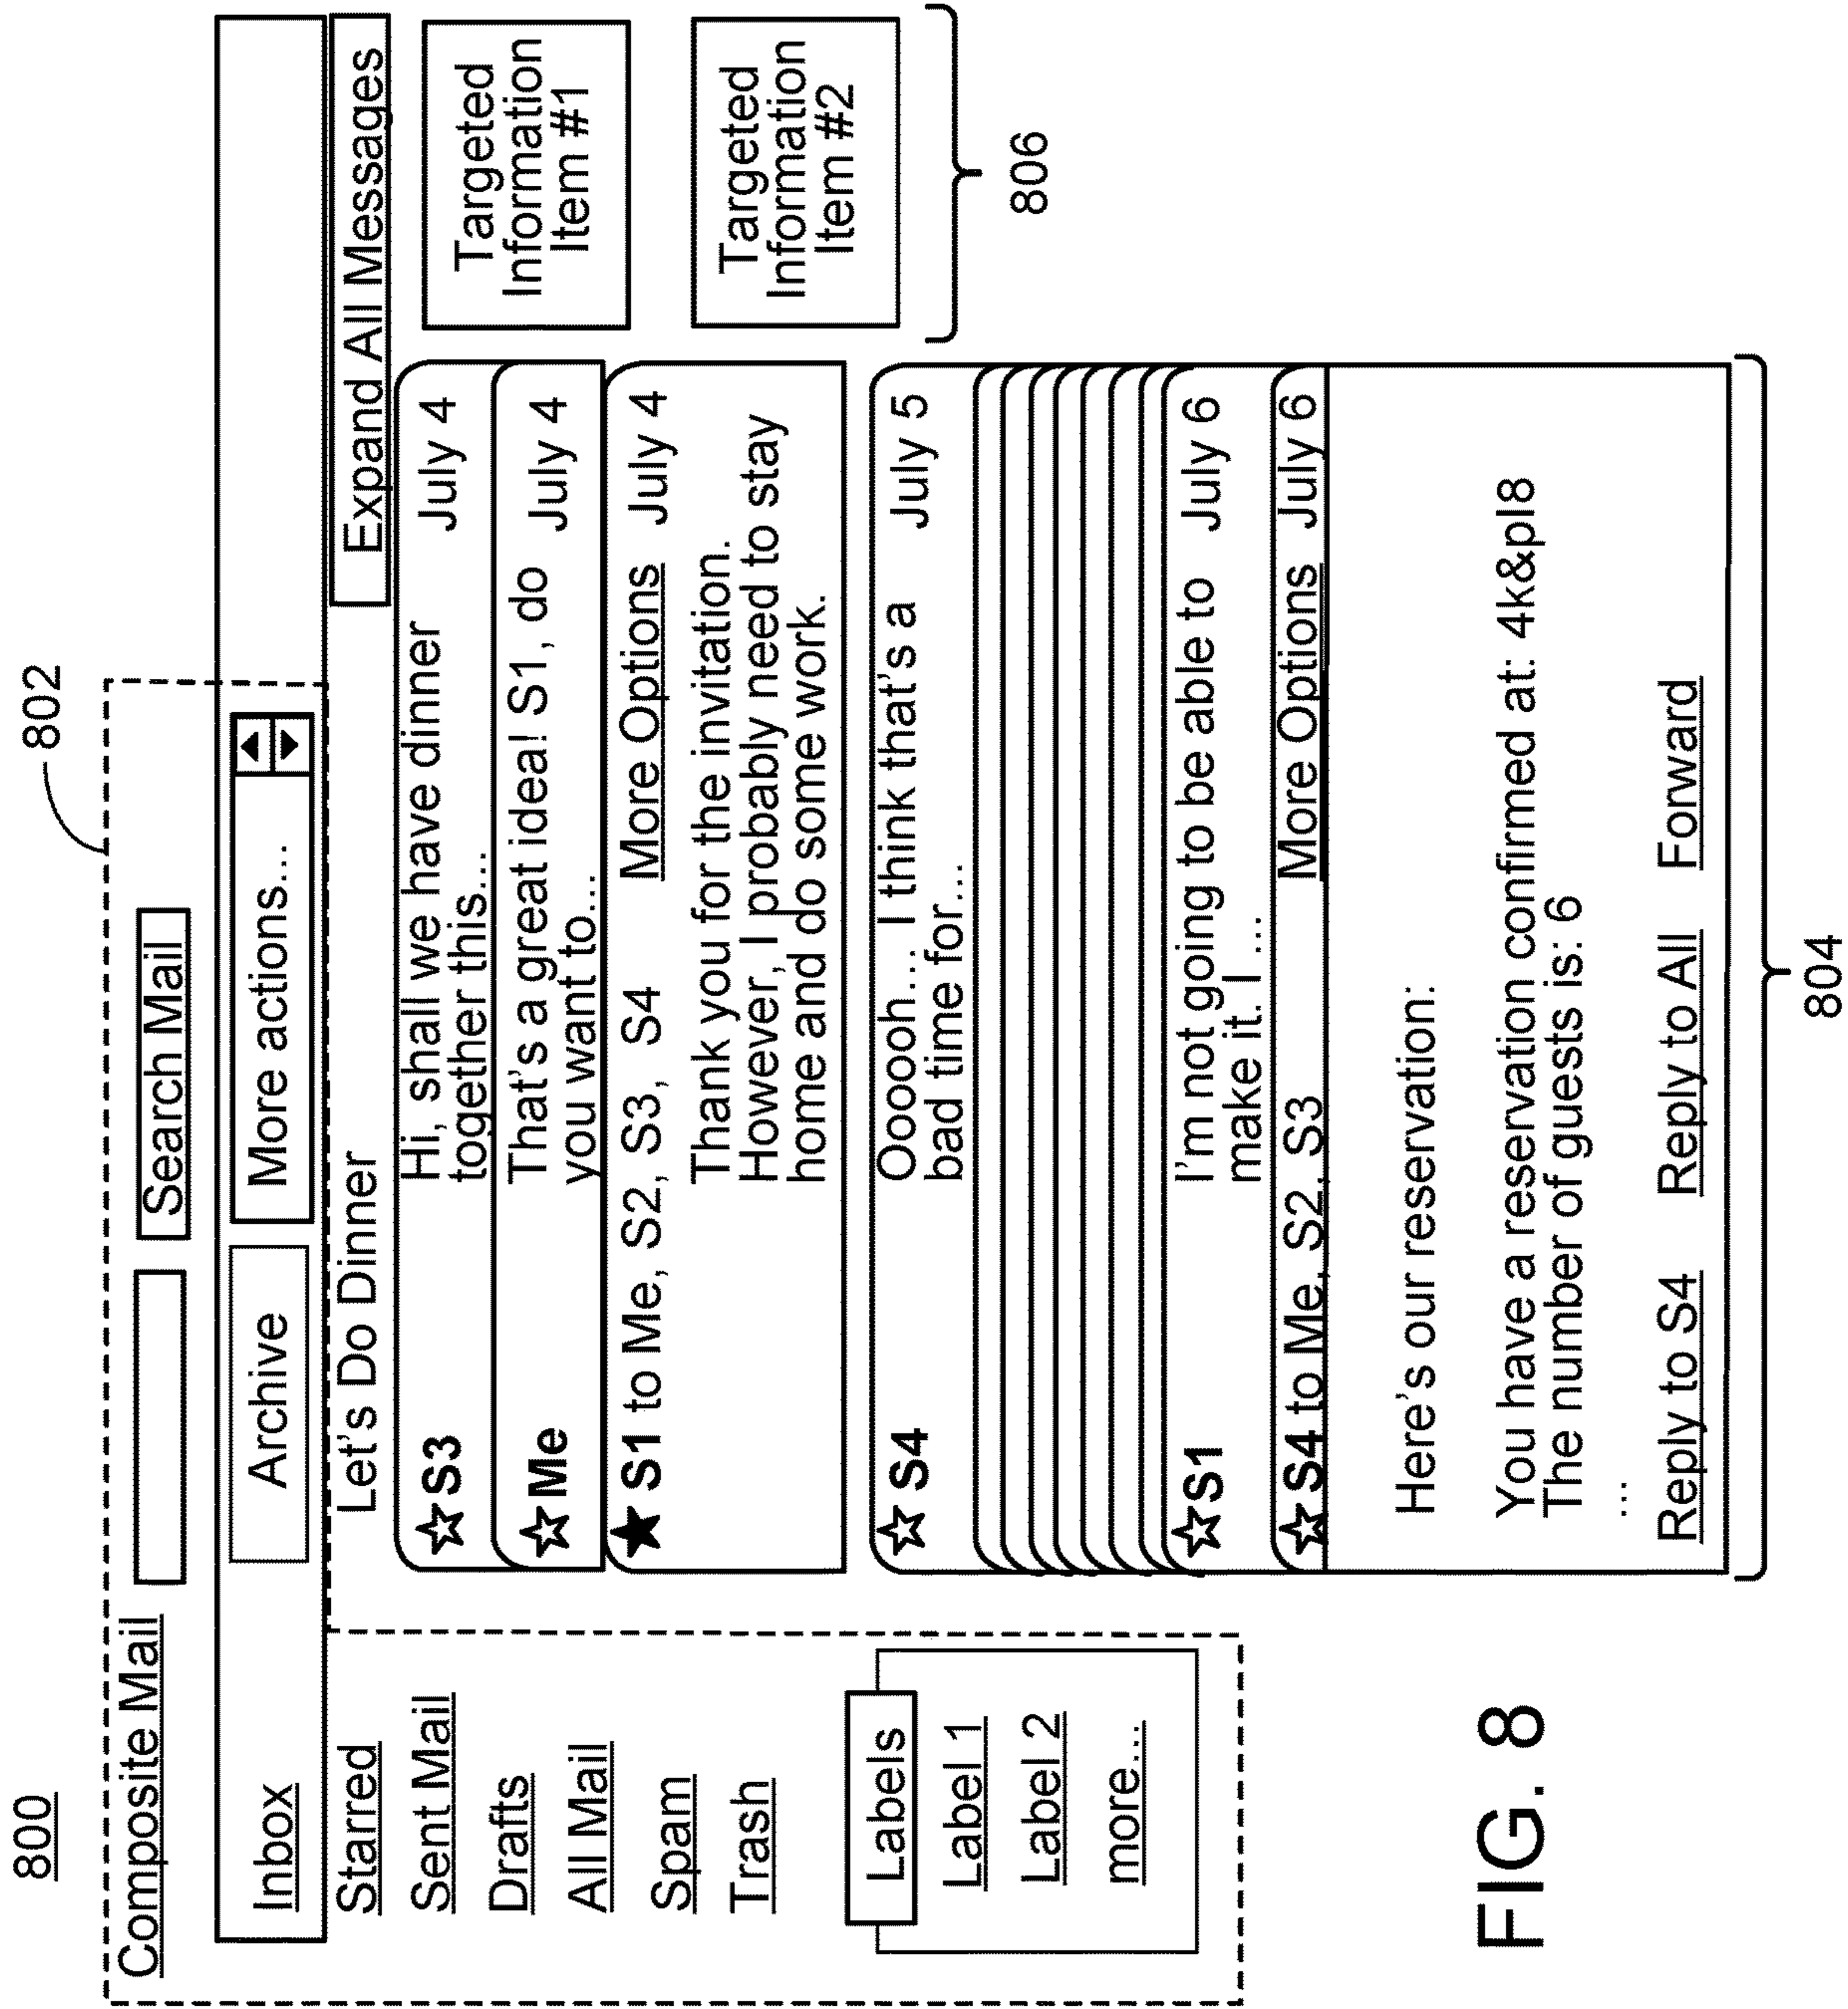 800
802
Composite Mail
Search Mail
Inbox
Archive
More actions...
Starred
Sent Mail
Drafts
All Mail
Spam
Trash
Labels
Label 1
Label 2
more...
Let's Do Dinner
Expand All Messages
S3
Hi, shall we have dinner
together this...
July 4
Me
That's a great idea! S1, do
you want to...
July 4
S1 to Me, S2, S3, S4
More Options
July 4
Thank you for the invitation.
However, I probably need to stay
home and do some work.
S4
Oooooh... I think that's a
bad time for...
July 5
S1
I'm not going to be able to
make it. I ...
July 6
S4 to Me, S2, S3
More Options
July 6
Here's our reservation:
You have a reservation confirmed at: 4k&pl8
The number of guests is: 6
...
Reply to S4
Reply to All
Forward
804
Targeted
Information
Item #1
Targeted
Information
Item #2
806
FIG. 8